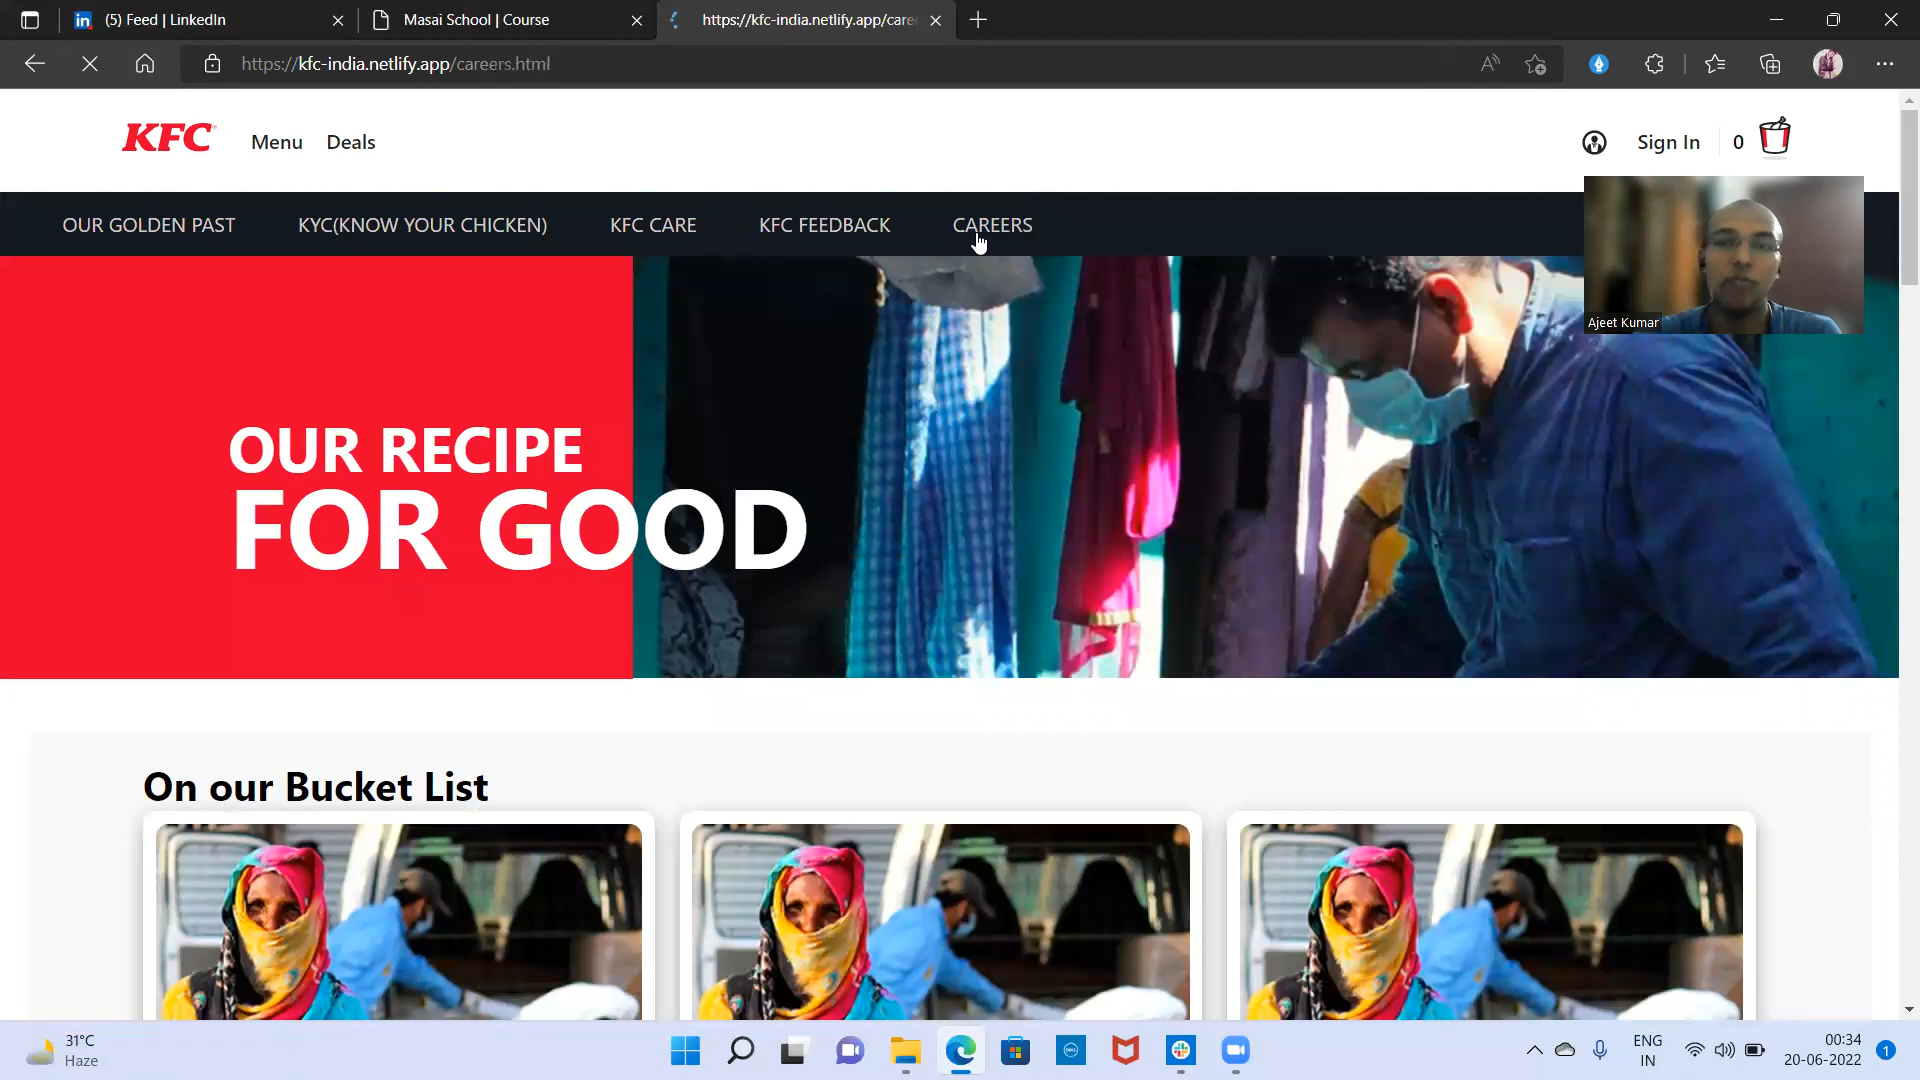 (5) Feed | LinkedIn
Masai School | Course
https://kfc-india.netlify.app/care
https://kfc-india.netlify.app/careers.html
KFC
Menu
Deals
Sign In
0
OUR GOLDEN PAST
KYC(KNOW YOUR CHICKEN)
KFC CARE
KFC FEEDBACK
CAREERS
Ajeet Kumar
OUR RECIPE
FOR GOOD
On our Bucket List
31°C
Haze
ENG
IN
00:34
20-06-2022
1